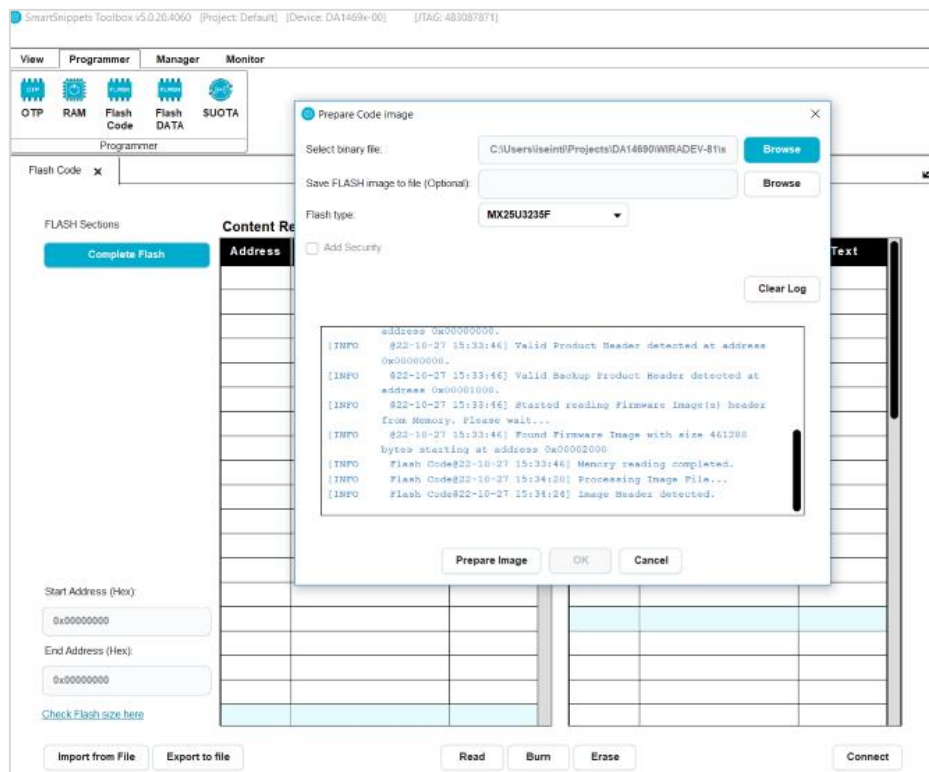 SmartSnippets Toolbox v5.0.20.4060 [Project: Default] [Device: DA1469x-00] [JTAG: 483087871]
View Programmer Manager Monitor
OTP RAM Flash Code Flash DATA SUOTA
Programmer
Flash Code x
FLASH Sections
Complete Flash
Content Re
Address
Text
Prepare Code image
Select binary file: C:\Users\iseinti\Projects\DA14690\WIRADEV-81\s Browse
Save FLASH image to file (Optional): Browse
Flash type: MX25U3235F
Add Security
Clear Log
address 0x00000000.
[INFO @22-10-27 15:33:46] Valid Product Header detected at address
0x00000000.
[INFO @22-10-27 15:33:46] Valid Backup Product Header detected at
address 0x00001000.
[INFO @22-10-27 15:33:46] Started reading Firmware Image(s) header
from Memory. Please wait...
[INFO @22-10-27 15:33:46] Found Firmware Image with size
bytes starting at address 0x00002000
[INFO Flash Code@22-10-27 15:33:46] Memory reading completed.
[INFO Flash Code@22-10-27 15:34:20] Processing Image File...
[INFO Flash Code@22-10-27 15:34:24] Image Header detected.
Prepare Image OK Cancel
Start Address (Hex):
0x00000000
End Address (Hex):
0x00000000
Check Flash size here
Import from File Export to file Read Burn Erase Connect